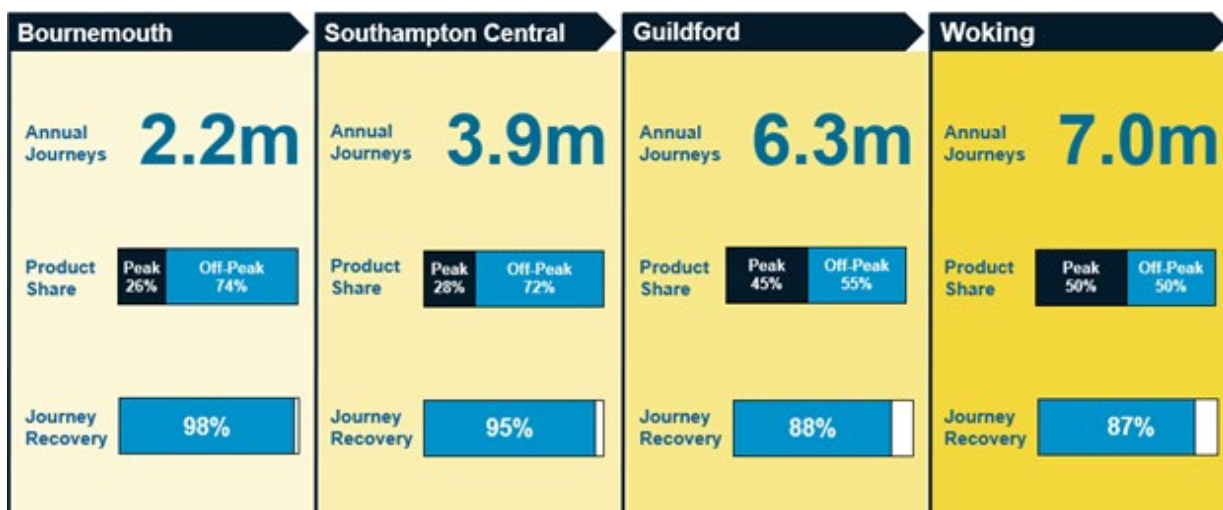 Bournemouth
Annual
Journeys
2.2m
Product
Share
Peak
26%
Off-Peak
74%
Journey
Recovery
98%
Southampton Central
Annual
Journeys
3.9m
Product
Share
Peak
28%
Off-Peak
72%
Journey
Recovery
95%
Guildford
Annual
Journeys
6.3m
Product
Share
Peak
45%
Off-Peak
55%
Journey
Recovery
88%
Woking
Annual
Journeys
7.0m
Product
Share
Peak
50%
Off-Peak
50%
Journey
Recovery
87%